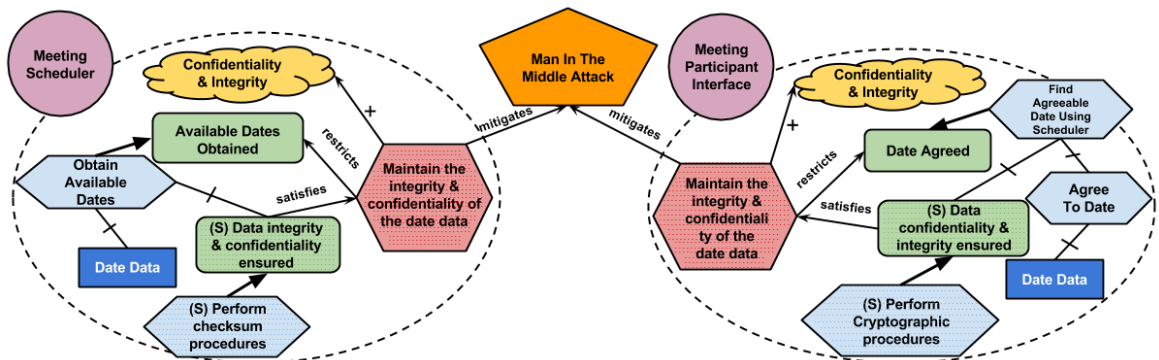 Meeting
Scheduler
Confidentiality
& Integrity
Man In The
Middle Attack
Meeting
Participant
Interface
Confidentiality
& Integrity
Find
Agreeable
Date Using
Scheduler
Available Dates
Obtained
+
mitigates
mitigates
+
restricts
restricts
Date Agreed
Obtain
Available
Dates
satisfies
Maintain the
integrity &
confidentiality of
the date data
Maintain the
integrity &
confidentiali
ty of the
date data
satisfies
Agree
To Date
(S) Data integrity
& confidentiality
ensured
(S) Data
confidentiality &
integrity ensured
Date Data
Date Data
(S) Perform
checksum
procedures
(S) Perform
Cryptographic
procedures